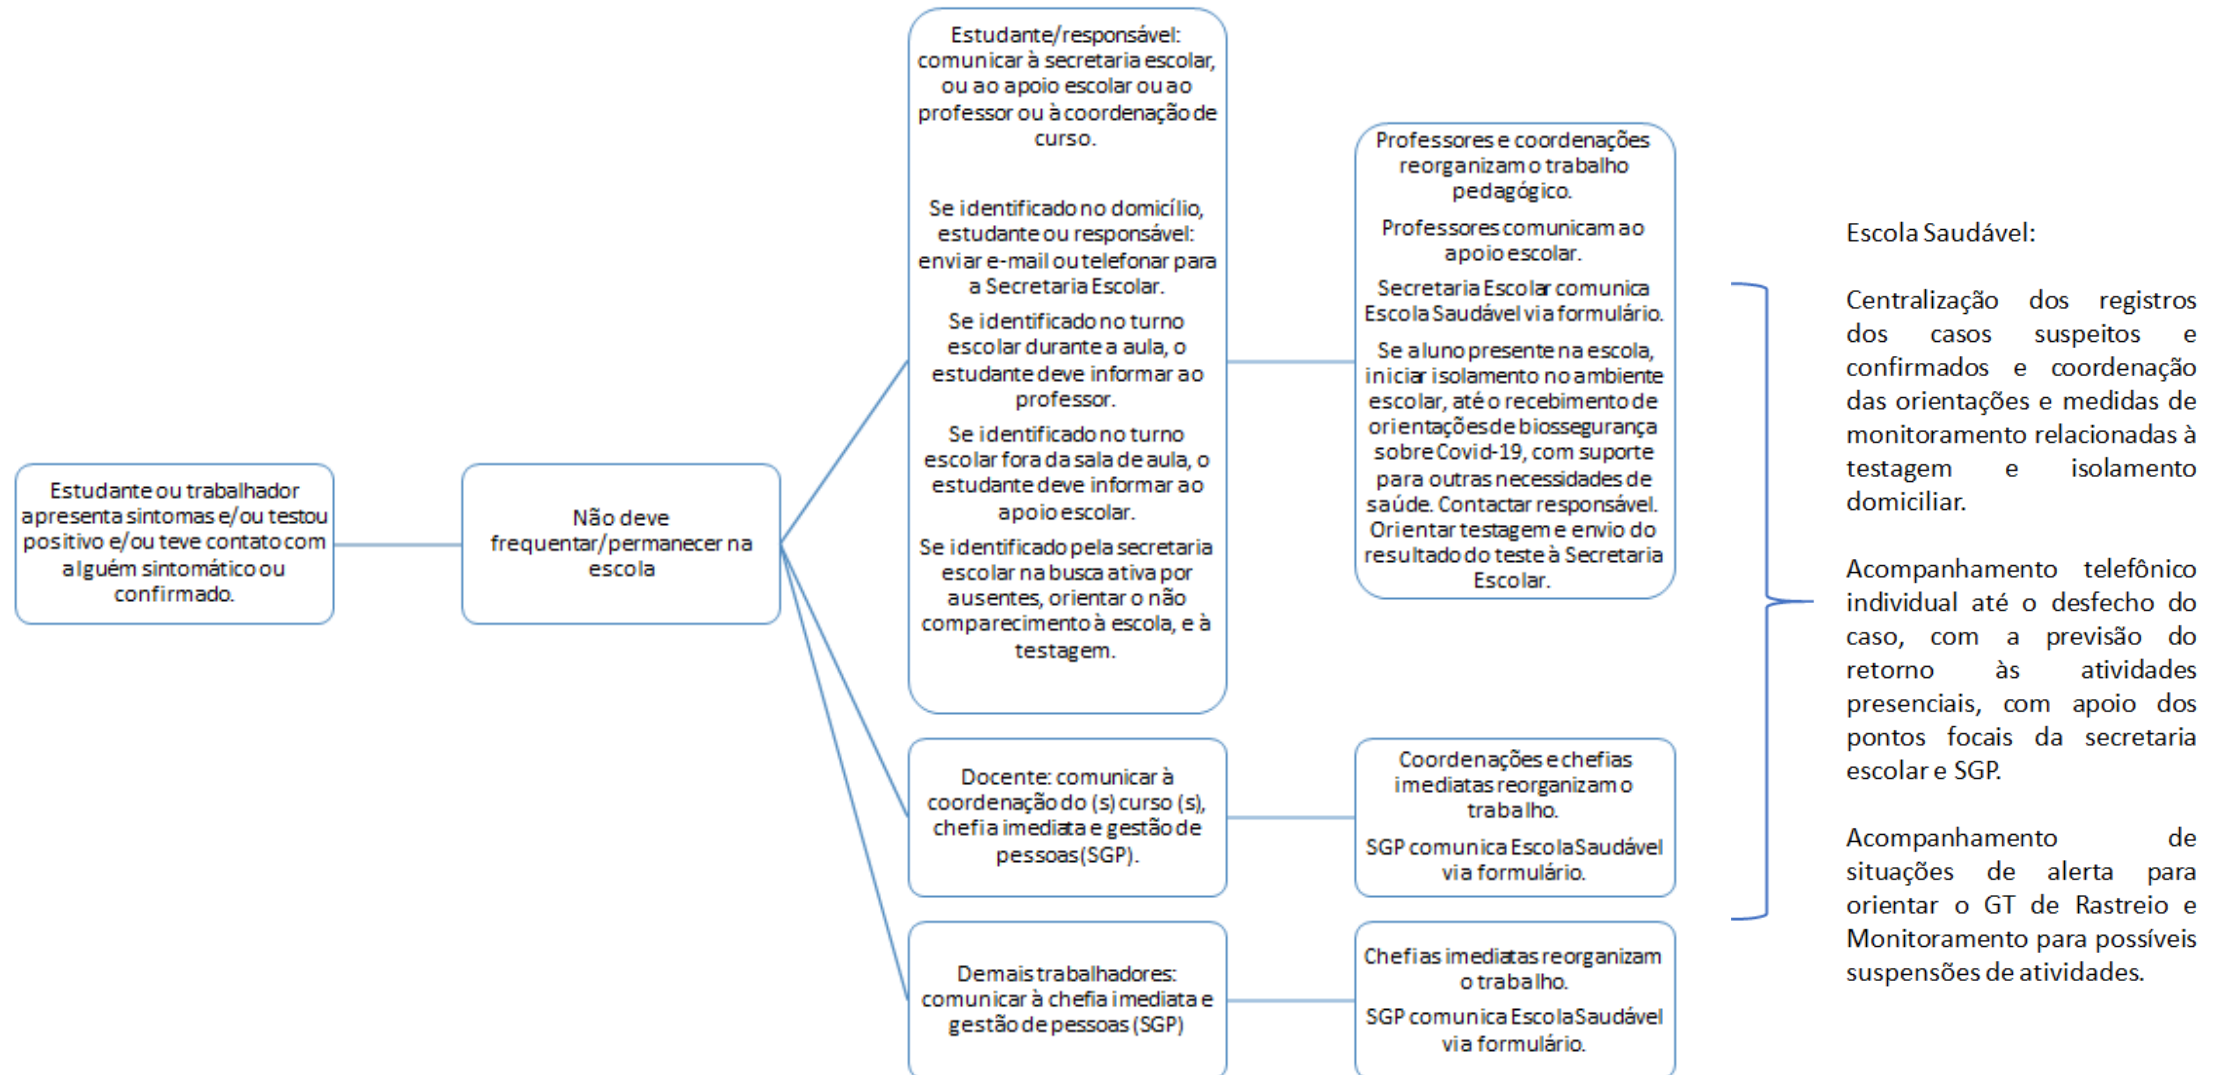 Estudante ou trabalhador
apresenta sintomas e/ou testou
positivo e/ou teve contato com
alguém sintomático ou
confirmado.
Não deve
frequentar/permanecer na
escola
Estudante/responsável:
comunicar à secretaria escolar,
ou ao apoio escolar ou ao
professor ou à coordenação de
curso.
Se identificado no domicílio,
estudante ou responsável:
enviar e-mail ou telefonar para
a Secretaria Escolar.
Se identificado no turno
escolar durante a aula, o
estudante deve informar ao
professor.
Se identificado no turno
escolar fora da sala de aula, o
estudante deve informar ao
apoio escolar.
Se identificado pela secretaria
escolar na busca ativa por
ausentes, orientar o não
comparecimento à escola, e à
testagem.
Professores e coordenações
reorganizam o trabalho
pedagógico.
Professores comunicam ao
apoio escolar.
Secretaria Escolar comunica
Escola Saudável via formulário.
Se aluno presente na escola,
iniciar isolamento no ambiente
escolar, até o recebimento de
orientações de biossegurança
sobre Covid-19, com suporte
para outras necessidades de
saúde. Contactar responsável.
Orientar testagem e envio do
resultado do teste à Secretaria
Escolar.
Docente: comunicar à
coordenação do (s) curso (s),
chefia imediata e gestão de
pessoas (SGP).
Coordenações e chefias
imediatas reorganizam o
trabalho.
SGP comunica Escola Saudável
via formulário.
Demais trabalhadores:
comunicar à chefia imediata e
gestão de pessoas (SGP)
Chefias imediatas reorganizam
o trabalho.
SGP comunica Escola Saudável
via formulário.
Escola Saudável:
Centralização dos registros
dos casos suspeitos e
confirmados e coordenação
das orientações e medidas de
monitoramento relacionadas à
testagem e isolamento
domiciliar.
Acompanhamento telefônico
individual até o desfecho do
caso, com a previsão do
retorno às atividades
presenciais, com apoio dos
pontos focais da secretaria
escolar e SGP.
Acompanhamento de
situações de alerta para
orientar o GT de Rastreio e
Monitoramento para possíveis
suspensões de atividades.